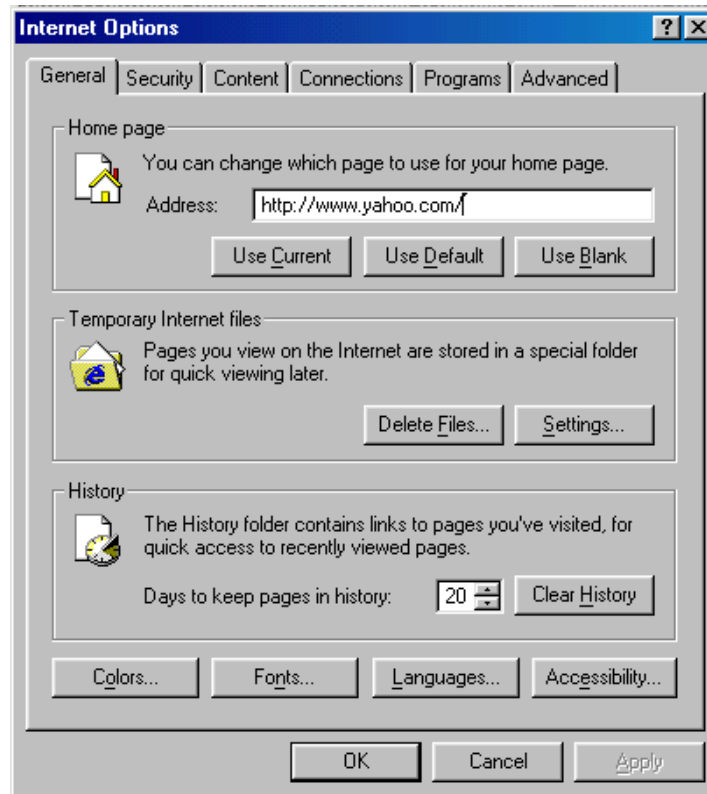 Internet Options
General Security Content Connections Programs Advanced
Home page
You can change which page to use for your home page.
Address: http://www.yahoo.com/
Use Current Use Default Use Blank
Temporary Internet files
Pages you view on the Internet are stored in a special folder
for quick viewing later.
Delete Files... Settings...
History
The History folder contains links to pages you've visited, for
quick access to recently viewed pages.
Days to keep pages in history: 20 Clear History
Colors... Fonts... Languages... Accessibility...
OK Cancel Apply